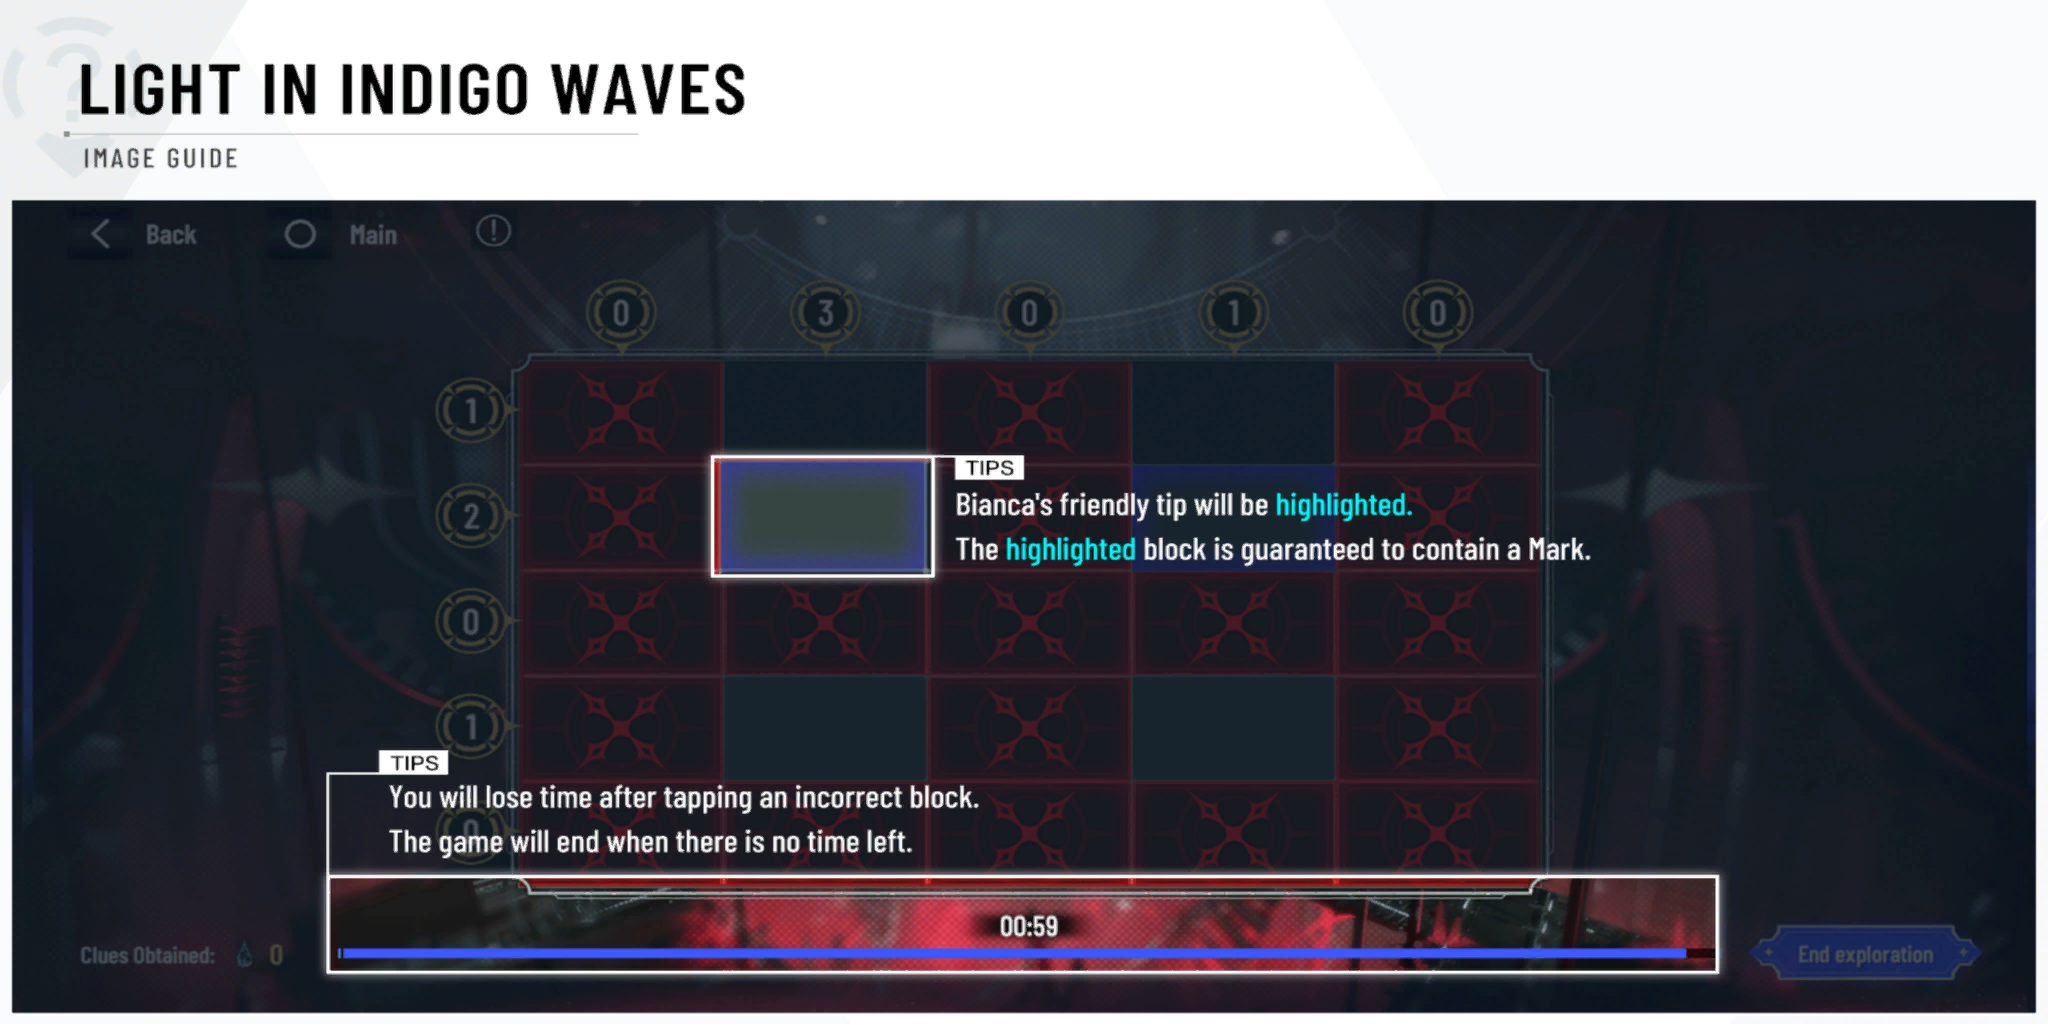 LIGHT IN INDIGO WAVES
IMAGE GUIDE
Back
Main
0
3
0
1
0
1
2
TIPS
Bianca's friendly tip will be highlighted.
The highlighted block is guaranteed to contain a Mark.
0
1
TIPS
You will lose time after tapping an incorrect block.
0
The game will end when there is no time left.
00:59
Clues Obtained: 0
End exploration